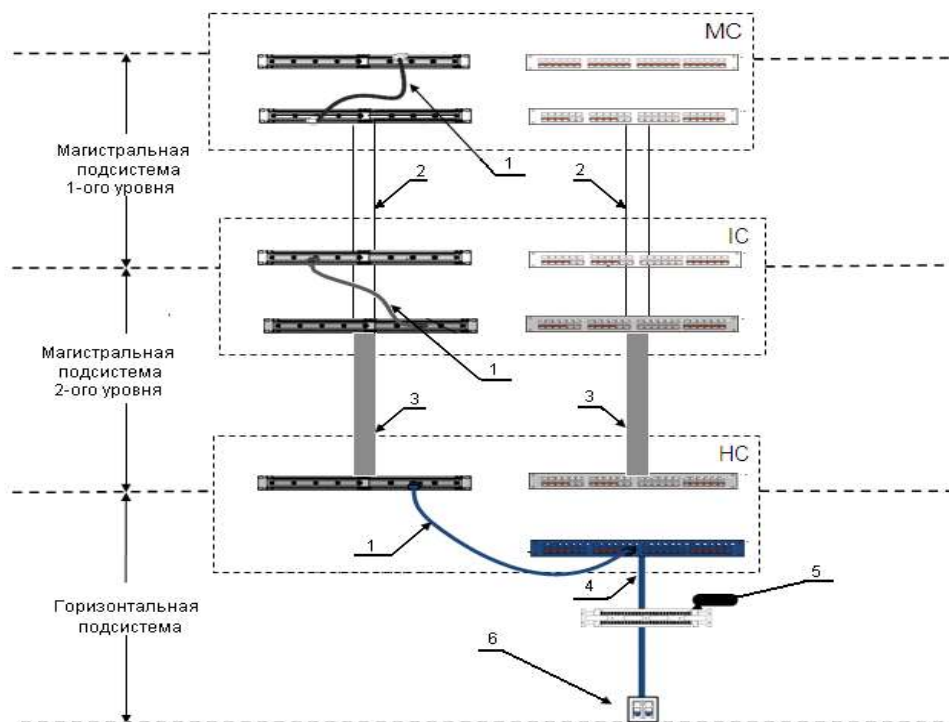 MC
1
Магистральная
подсистема
1-ого уровня
2
2
IC
Магистральная
подсистема
2-ого уровня
1
3
3
HC
1
4
5
Горизонтальная
подсистема
6